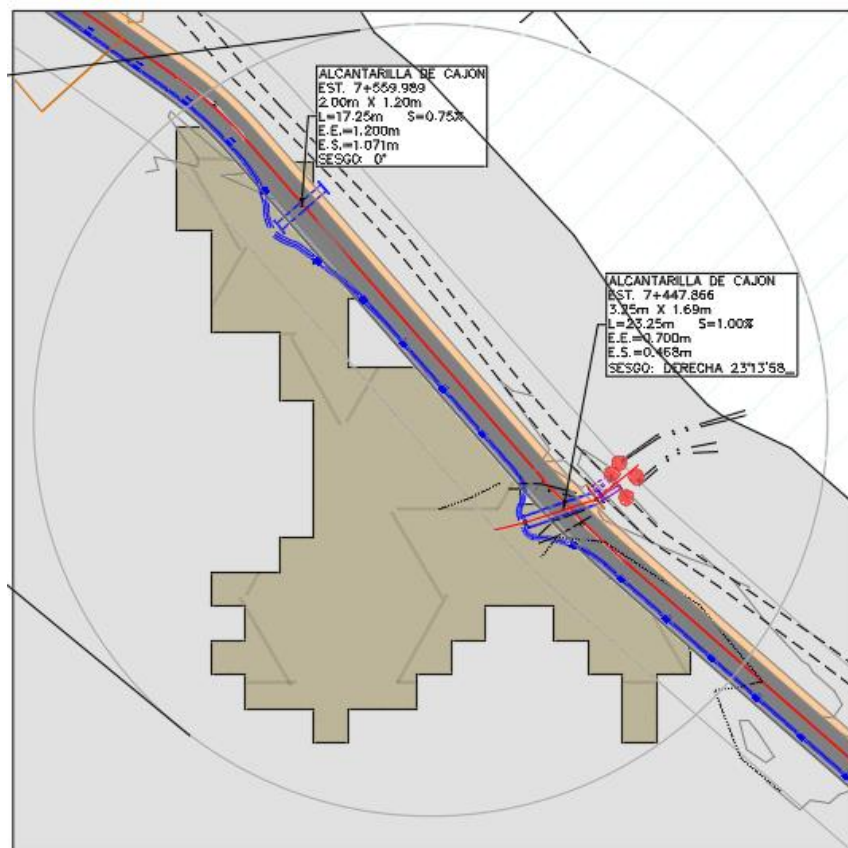 ALCANTARILLA DE CAJON
EST. 7+559.989
2.00m X 1.20m
L=17.25m S=0.75%
E.E.=1.200m
E.S.=1.071m
SESGO: 0°
ALCANTARILLA DE CAJON
EST. 7+447.866
3.25m X 1.69m
L=23.25m S=1.00%
E.E.=0.700m
E.S.=0.468m
SESGO: DERECHA 23°13'58_